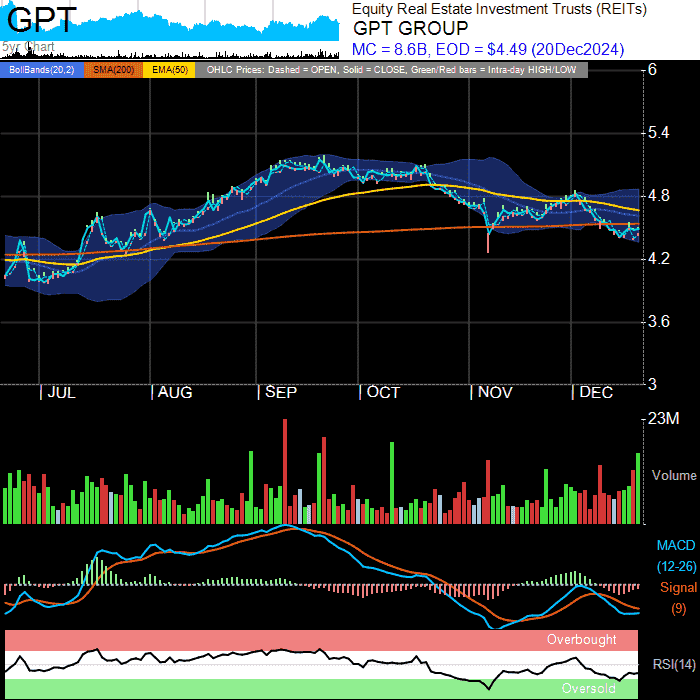 GPT
Equity Real Estate Investment Trusts (REITs)
GPT GROUP
5yr Chart
MC = 8.6B, EOD = $4.49 (20Dec2024)
BollBands(20,2) SMA(200) EMA(50) OHLC Prices: Dashed = OPEN, Solid = CLOSE, Green/Red bars = Intra-day HIGH/LOW
6
5.4
4.8
4.2
3.6
3
JUL AUG SEP OCT NOV DEC
23M
Volume
MACD
(12-26)
Signal
(9)
Overbought
RSI(14)
Oversold